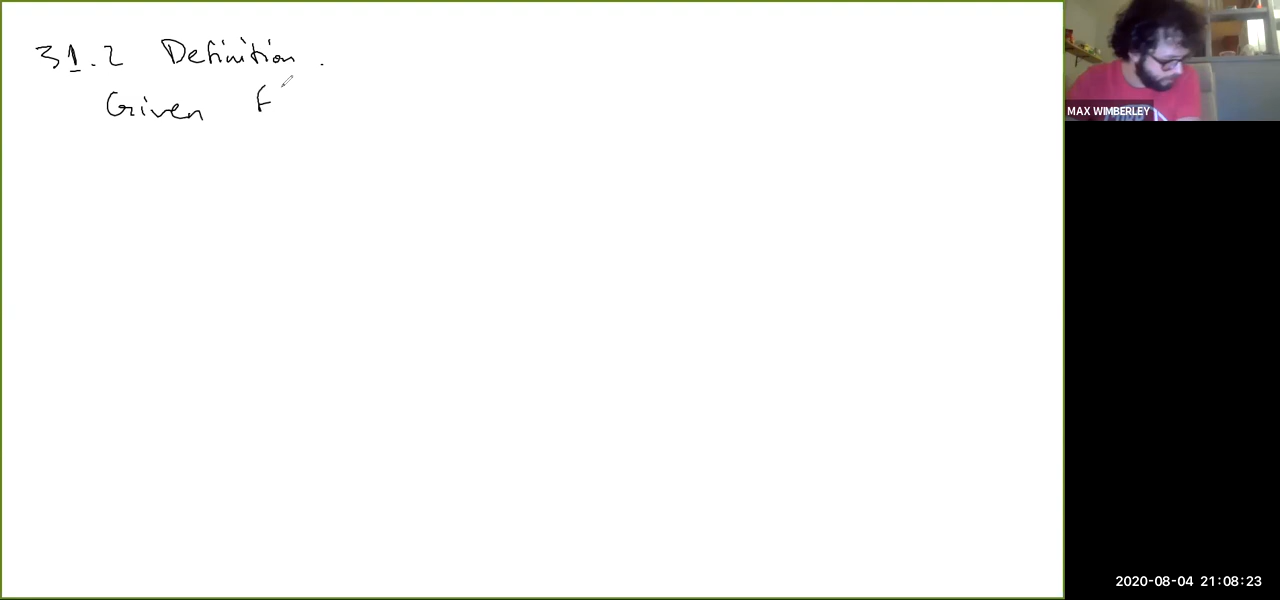 31.2 Definition.
Given f
MAX WIMBERLEY
2020-08-04 21:08:23